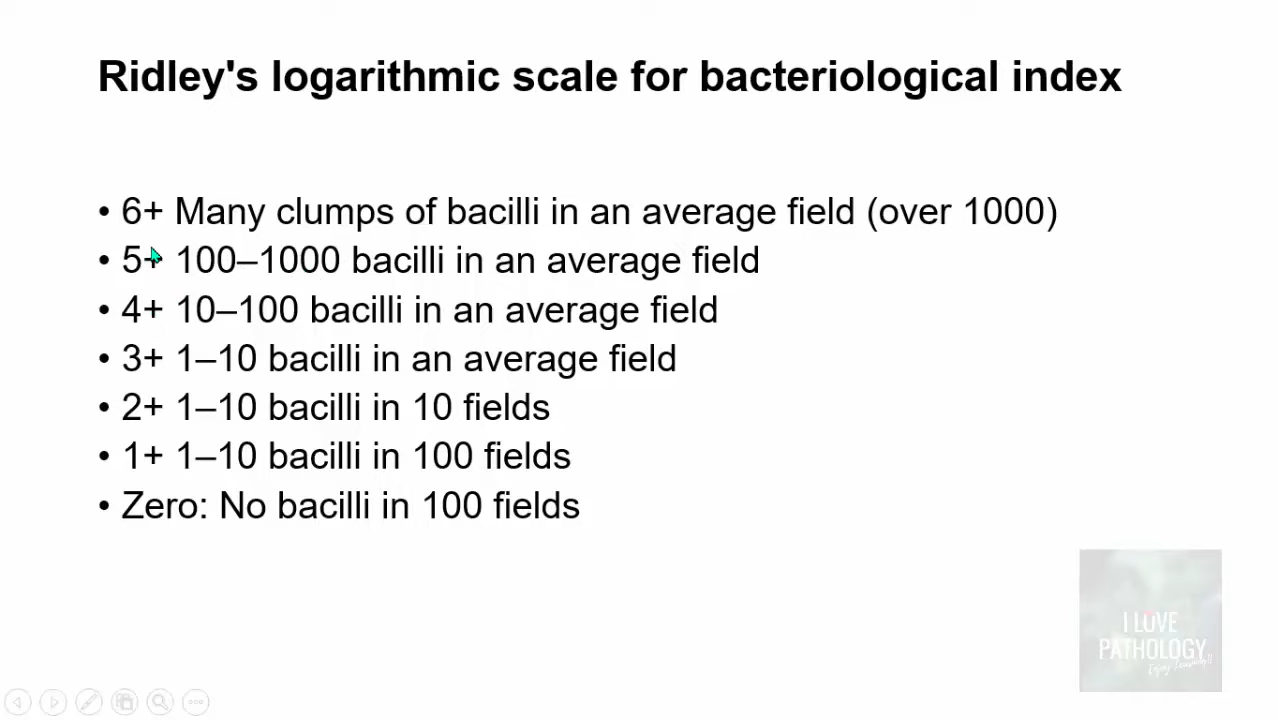 Ridley's logarithmic scale for bacteriological index
• 6+ Many clumps of bacilli in an average field (over 1000)
• 5+ 100–1000 bacilli in an average field
• 4+ 10–100 bacilli in an average field
• 3+ 1–10 bacilli in an average field
• 2+ 1–10 bacilli in 10 fields
• 1+ 1–10 bacilli in 100 fields
• Zero: No bacilli in 100 fields
I LOVE
PATHOLOGY
Enjoy Learning!!